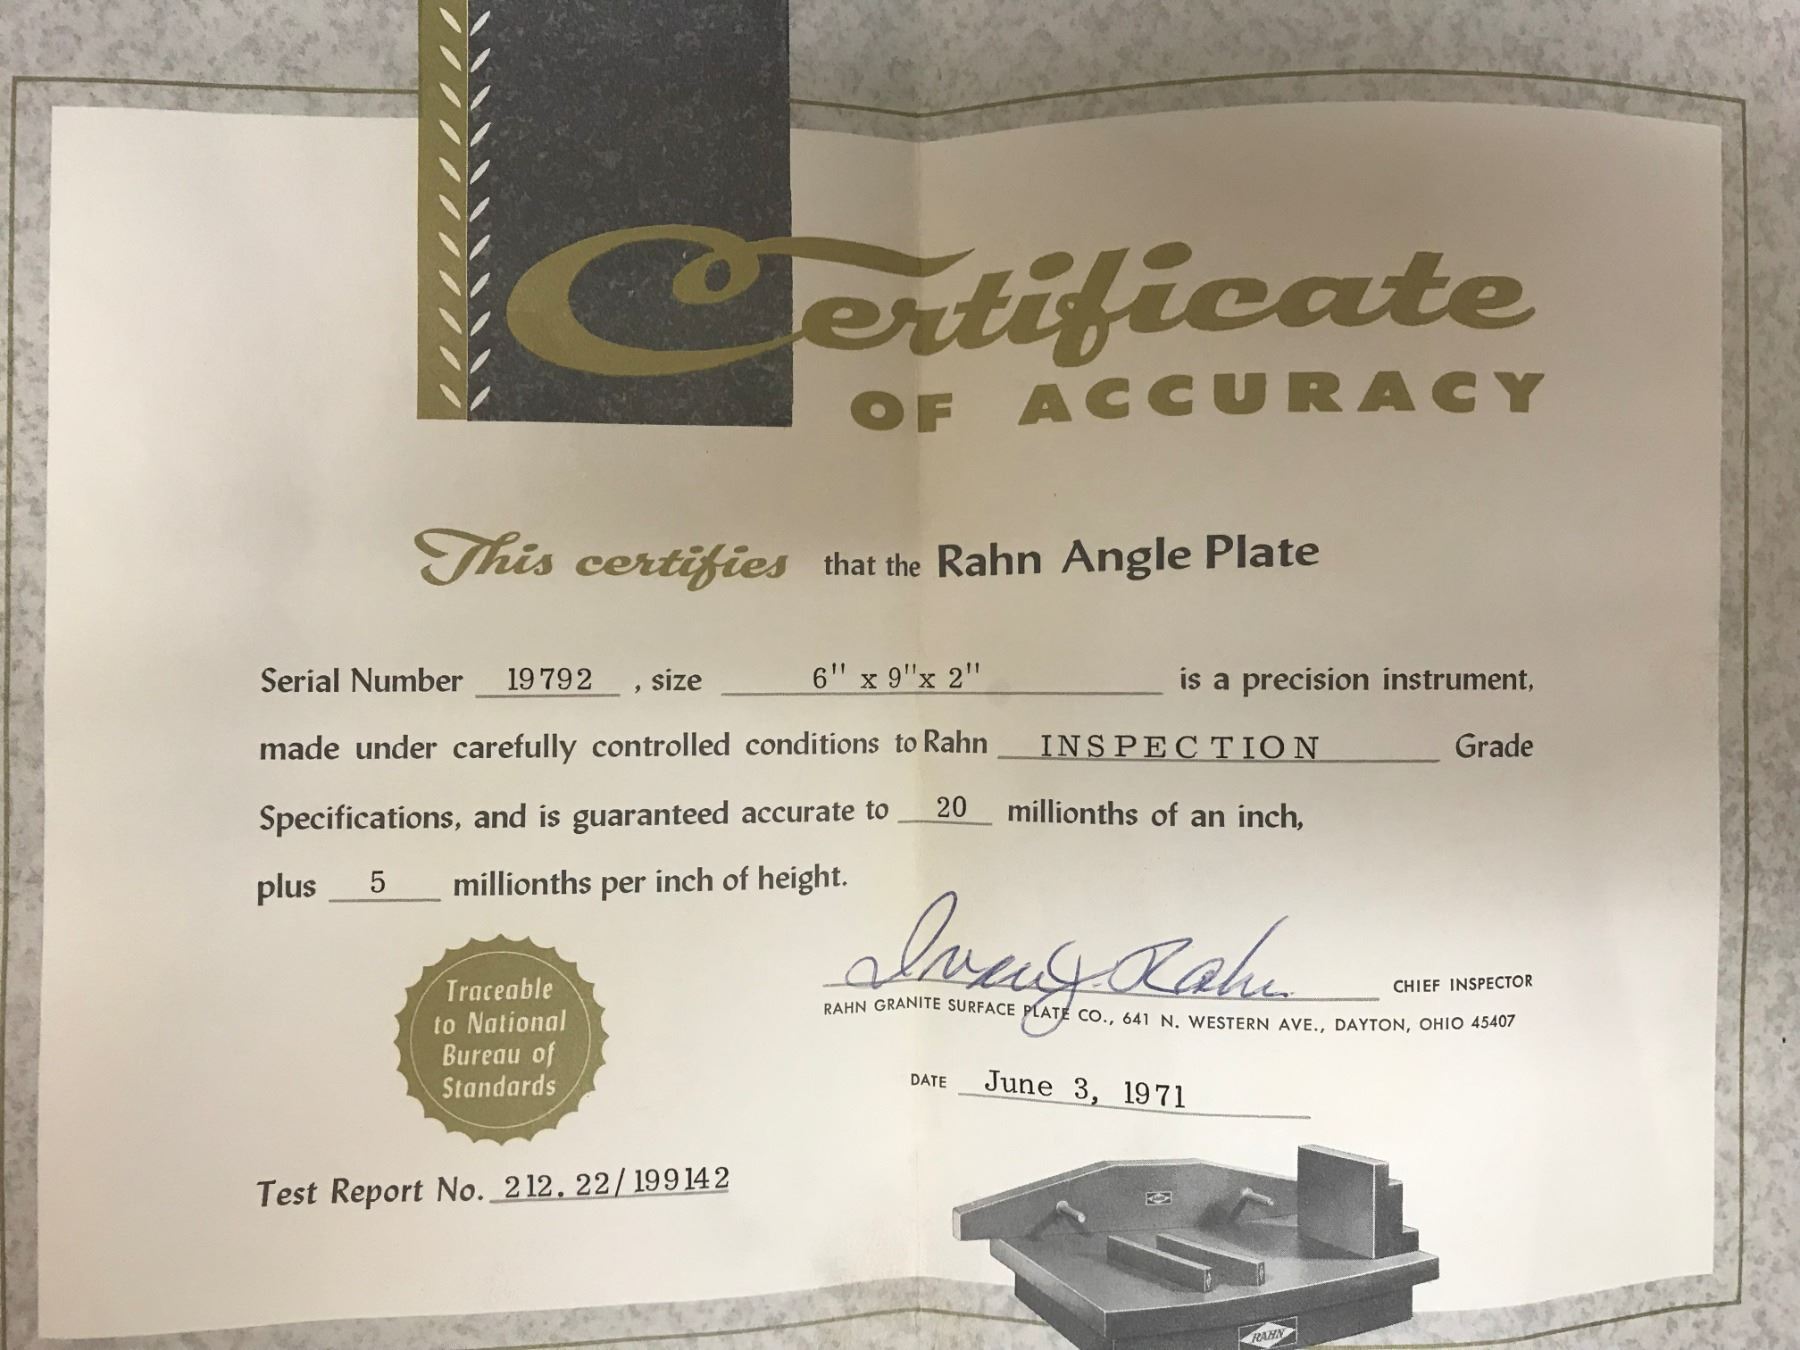 Certificate
OF ACCURACY
This certifies that the Rahn Angle Plate
Serial Number 19792 , size 6" x 9"x 2" is a precision instrument,
made under carefully controlled conditions to Rahn INSPECTION Grade
Specifications, and is guaranteed accurate to 20 millionths of an inch,
plus 5 millionths per inch of height.
Traceable
to National
Bureau of
Standards
Irvan J. Rahn CHIEF INSPECTOR
RAHN GRANITE SURFACE PLATE CO., 641 N. WESTERN AVE., DAYTON, OHIO 45407
DATE June 3, 1971
Test Report No. 212.22/199142
RAHN